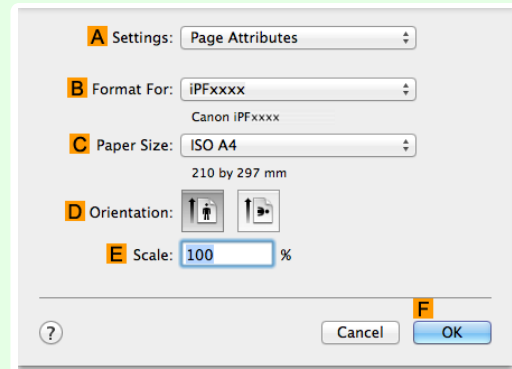 A Settings: Page Attributes
B Format For: iPFxxxx
Canon iPFxxxx
C Paper Size: ISO A4
210 by 297 mm
D Orientation:
E Scale: 100 %
F
? Cancel OK